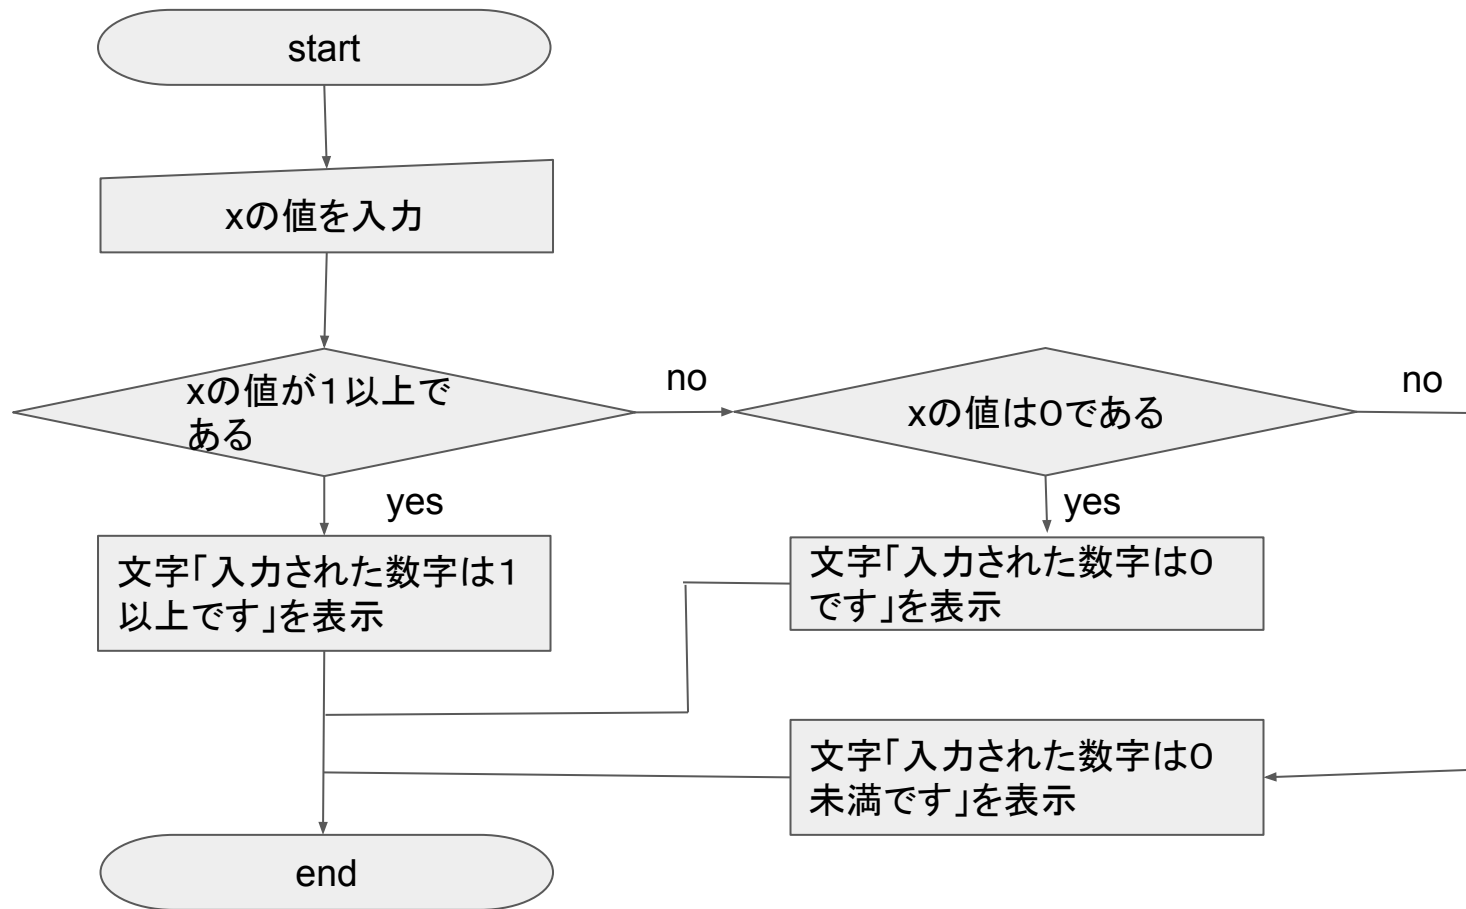 start
xの値を入力
xの値が１以上で
ある
no
xの値は0である
no
yes
yes
文字「入力された数字は１
以上です」を表示
文字「入力された数字は0
です」を表示
文字「入力された数字は0
未満です」を表示
end